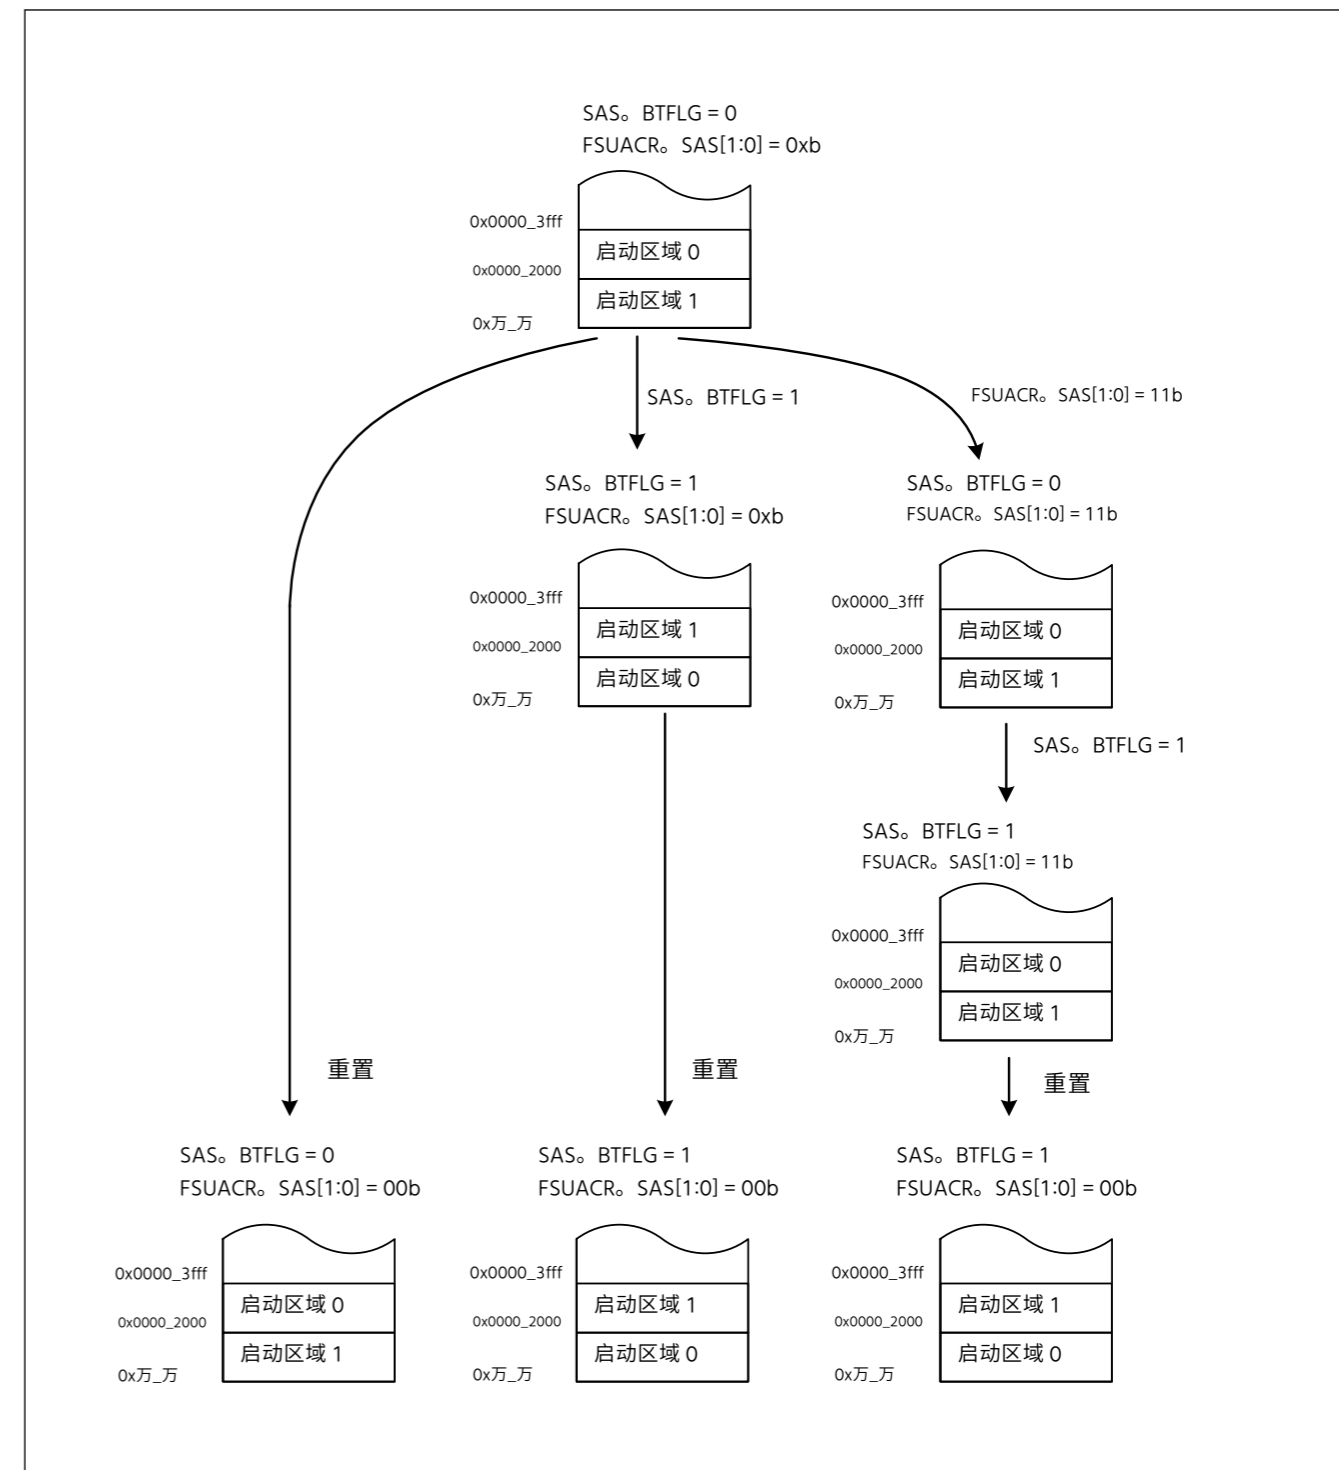 SAS。BTFLG = 0
FSUACR。SAS[1:0] = 0xb
0x0000_3fff
启动区域 0
0x0000_2000
启动区域 1
0x万_万
SAS。BTFLG = 1
FSUACR。SAS[1:0] = 11b
SAS。BTFLG = 1
FSUACR。SAS[1:0] = 0xb
0x0000_3fff
启动区域 1
0x0000_2000
启动区域 0
0x万_万
SAS。BTFLG = 0
FSUACR。SAS[1:0] = 11b
0x0000_3fff
启动区域 0
0x0000_2000
启动区域 1
0x万_万
SAS。BTFLG = 1
SAS。BTFLG = 1
FSUACR。SAS[1:0] = 11b
0x0000_3fff
启动区域 0
0x0000_2000
启动区域 1
0x万_万
重置
重置
重置
SAS。BTFLG = 0
FSUACR。SAS[1:0] = 00b
0x0000_3fff
启动区域 0
0x0000_2000
启动区域 1
0x万_万
SAS。BTFLG = 1
FSUACR。SAS[1:0] = 00b
0x0000_3fff
启动区域 1
0x0000_2000
启动区域 0
0x万_万
SAS。BTFLG = 1
FSUACR。SAS[1:0] = 00b
0x0000_3fff
启动区域 1
0x0000_2000
启动区域 0
0x万_万